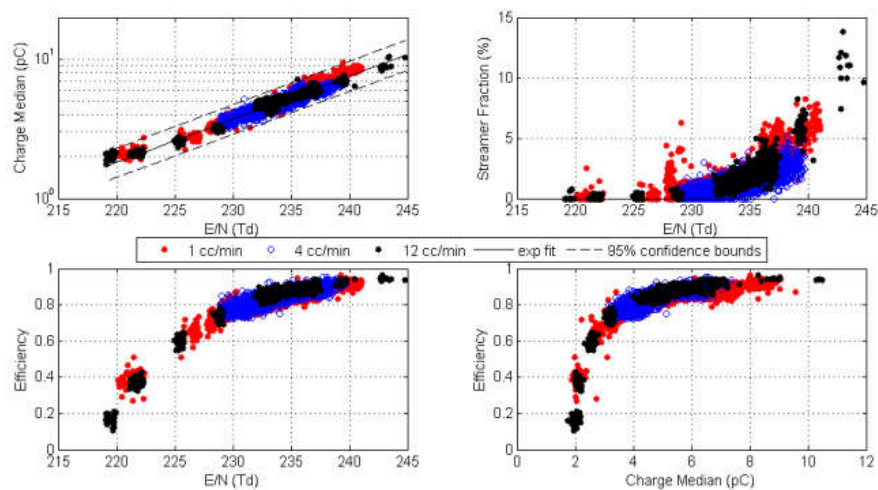 10^1
10^0
Charge Median (pC)
215 220 225 230 235 240 245
E/N (Td)
15
10
5
0
Streamer Fraction (%)
215 220 225 230 235 240 245
E/N (Td)
1 cc/min 4 cc/min 12 cc/min exp fit 95% confidence bounds
1
0.8
0.6
0.4
0.2
0
Efficiency
215 220 225 230 235 240 245
E/N (Td)
1
0.8
0.6
0.4
0.2
0
Efficiency
0 2 4 6 8 10 12
Charge Median (pC)